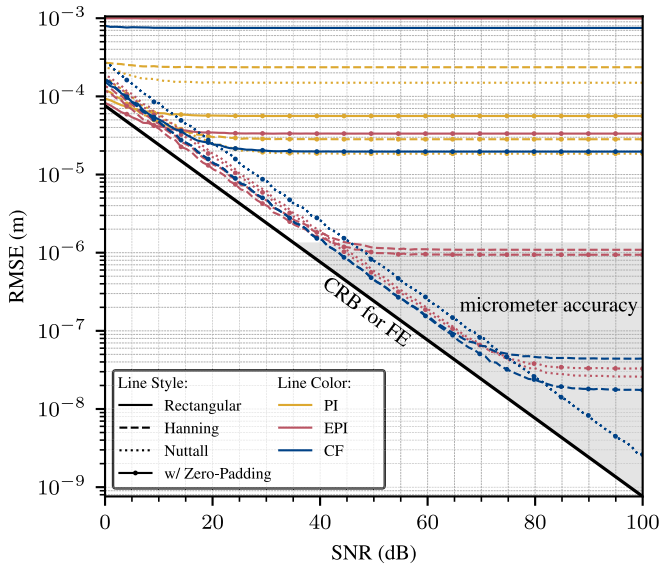 10⁻³
10⁻⁴
10⁻⁵
10⁻⁶
10⁻⁷
10⁻⁸
10⁻⁹
RMSE (m)
CRB for FE
micrometer accuracy
Line Style:
Rectangular
Hanning
Nuttall
w/ Zero-Padding
Line Color:
PI
EPI
CF
0 20 40 60 80 100
SNR (dB)